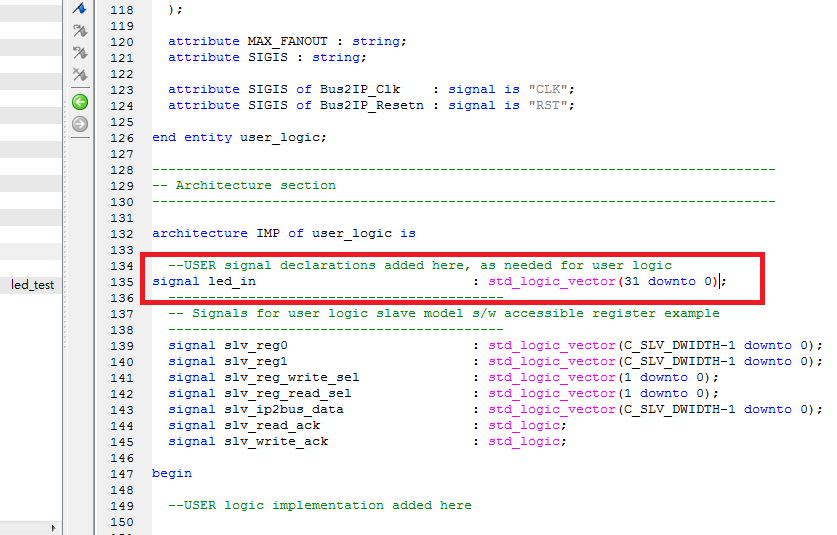 118 );
119
120 attribute MAX_FANOUT : string;
121 attribute SIGIS : string;
122
123 attribute SIGIS of Bus2IP_Clk    : signal is "CLK";
124 attribute SIGIS of Bus2IP_Resetn : signal is "RST";
125
126 end entity user_logic;
127
128 ------------------------------------------------------------------------------
129 -- Architecture section
130 ------------------------------------------------------------------------------
131
132 architecture IMP of user_logic is
133
134 --USER signal declarations added here, as needed for user logic
led_test
135 signal led_in                           : std_logic_vector(31 downto 0);
136 ------------------------------------------
137 -- Signals for user logic slave model s/w accessible register example
138 ------------------------------------------
139 signal slv_reg0                       : std_logic_vector(C_SLV_DWIDTH-1 downto 0);
140 signal slv_reg1                       : std_logic_vector(C_SLV_DWIDTH-1 downto 0);
141 signal slv_reg_write_sel              : std_logic_vector(1 downto 0);
142 signal slv_reg_read_sel               : std_logic_vector(1 downto 0);
143 signal slv_ip2bus_data                : std_logic_vector(C_SLV_DWIDTH-1 downto 0);
144 signal slv_read_ack                   : std_logic;
145 signal slv_write_ack                  : std_logic;
146
147 begin
148
149 --USER logic implementation added here
150